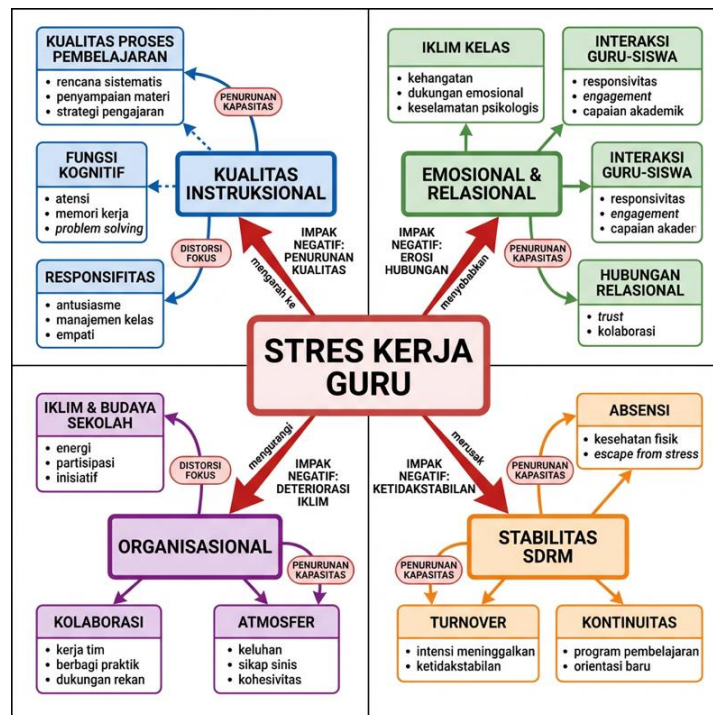 KUALITAS PROSES
PEMBELAJARAN
• rencana sistematis
• penyampaian materi
• strategi pengajaran
PENURUNAN
KAPASITAS
FUNGSI
KOGNITIF
• atensi
• memori kerja
• problem solving
KUALITAS
INSTRUKSIONAL
DISTORSI
FOKUS
RESPONSIFITAS
• antusiasme
• manajemen kelas
• empati
mengarah ke
IMPAK
NEGATIF:
PENURUNAN
KUALITAS
IKLIM KELAS
• kehangatan
• dukungan emosional
• keselamatan psikologis
INTERAKSI
GURU-SISWA
• responsivitas
• engagement
• capaian akademik
EMOSIONAL &
RELASIONAL
INTERAKSI
GURU-SISWA
• responsivitas
• engagement
• capaian akader
IMPAK
NEGATIF:
EROSI
HUBUNGAN
menyobabkan
PENURUNAN
KAPASITAS
HUBUNGAN
RELASIONAL
• trust
• kolaborasi
STRES KERJA
GURU
IKLIM & BUDAYA
SEKOLAH
• energi
• partisipasi
• inisiatif
DISTORSI
FOKUS
mengutangi
IMPAK
NEGATIF:
DETERIORASI
IKLIM
ORGANISASIONAL
PENURUNAN
KAPASITAS
KOLABORASI
• kerja tim
• berbagi praktik
• dukungan rekan
ATMOSFER
• keluhan
• sikap sinis
• kohesivitas
merusak
IMPAK
NEGATIF:
KETIDAKSTABILAN
ABSENSI
• kesehatan fisik
• escape from stress
PENURUNAN
KAPASITAS
STABILITAS
SDRM
PENURUNAN
KAPASITAS
TURNOVER
• intensi meninggalkan
• ketidakstabilan
KONTINUITAS
• program pembelajaran
• orientasi baru